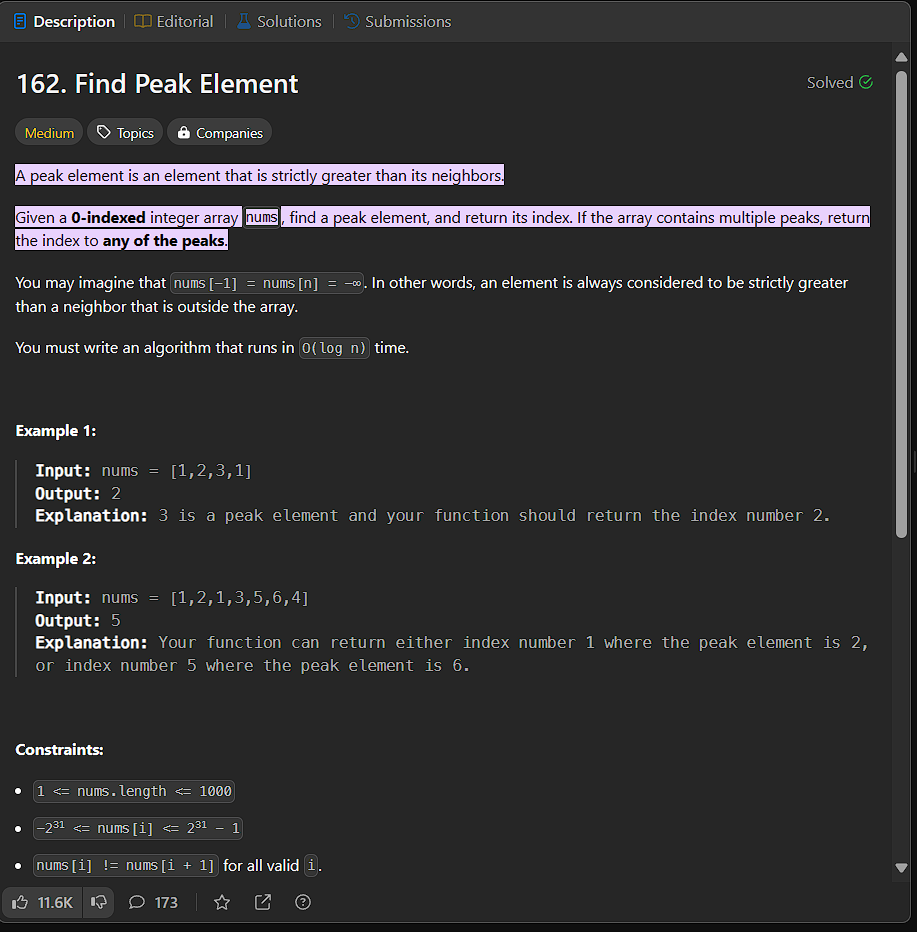 Description Editorial Solutions Submissions
162. Find Peak Element Solved
Medium Topics Companies
A peak element is an element that is strictly greater than its neighbors.
Given a 0-indexed integer array nums, find a peak element, and return its index. If the array contains multiple peaks, return
the index to any of the peaks.
You may imagine that nums[-1] = nums[n] = -∞. In other words, an element is always considered to be strictly greater
than a neighbor that is outside the array.
You must write an algorithm that runs in O(log n) time.
Example 1:
Input: nums = [1,2,3,1]
Output: 2
Explanation: 3 is a peak element and your function should return the index number 2.
Example 2:
Input: nums = [1,2,1,3,5,6,4]
Output: 5
Explanation: Your function can return either index number 1 where the peak element is 2,
or index number 5 where the peak element is 6.
Constraints:
• 1 <= nums.length <= 1000
• -2³¹ <= nums[i] <= 2³¹ - 1
• nums[i] != nums[i + 1] for all valid i.
11.6K 173